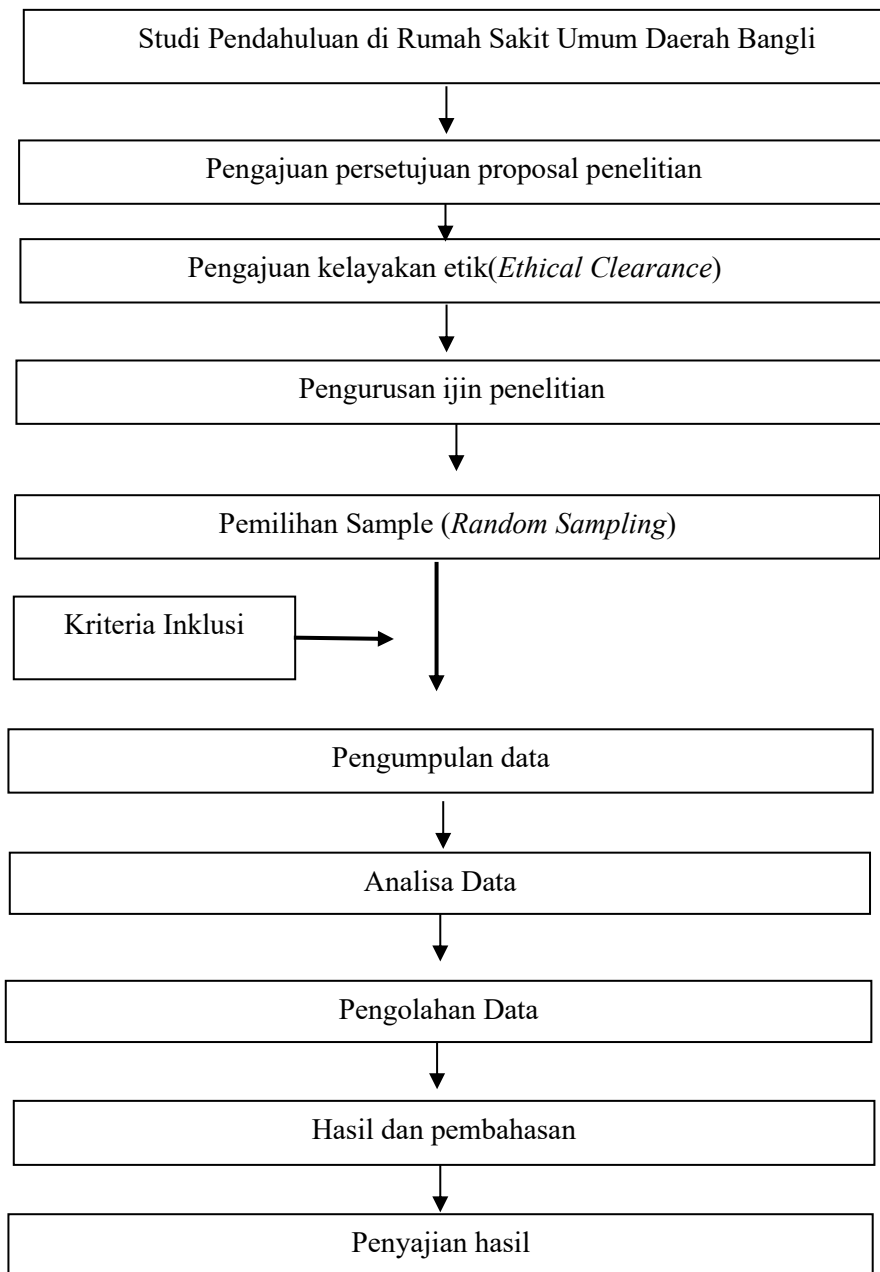 Studi Pendahuluan di Rumah Sakit Umum Daerah Bangli
Pengajuan persetujuan proposal penelitian
Pengajuan kelayakan etik(Ethical Clearance)
Pengurusan ijin penelitian
Pemilihan Sample (Random Sampling)
Kriteria Inklusi
Pengumpulan data
Analisa Data
Pengolahan Data
Hasil dan pembahasan
Penyajian hasil